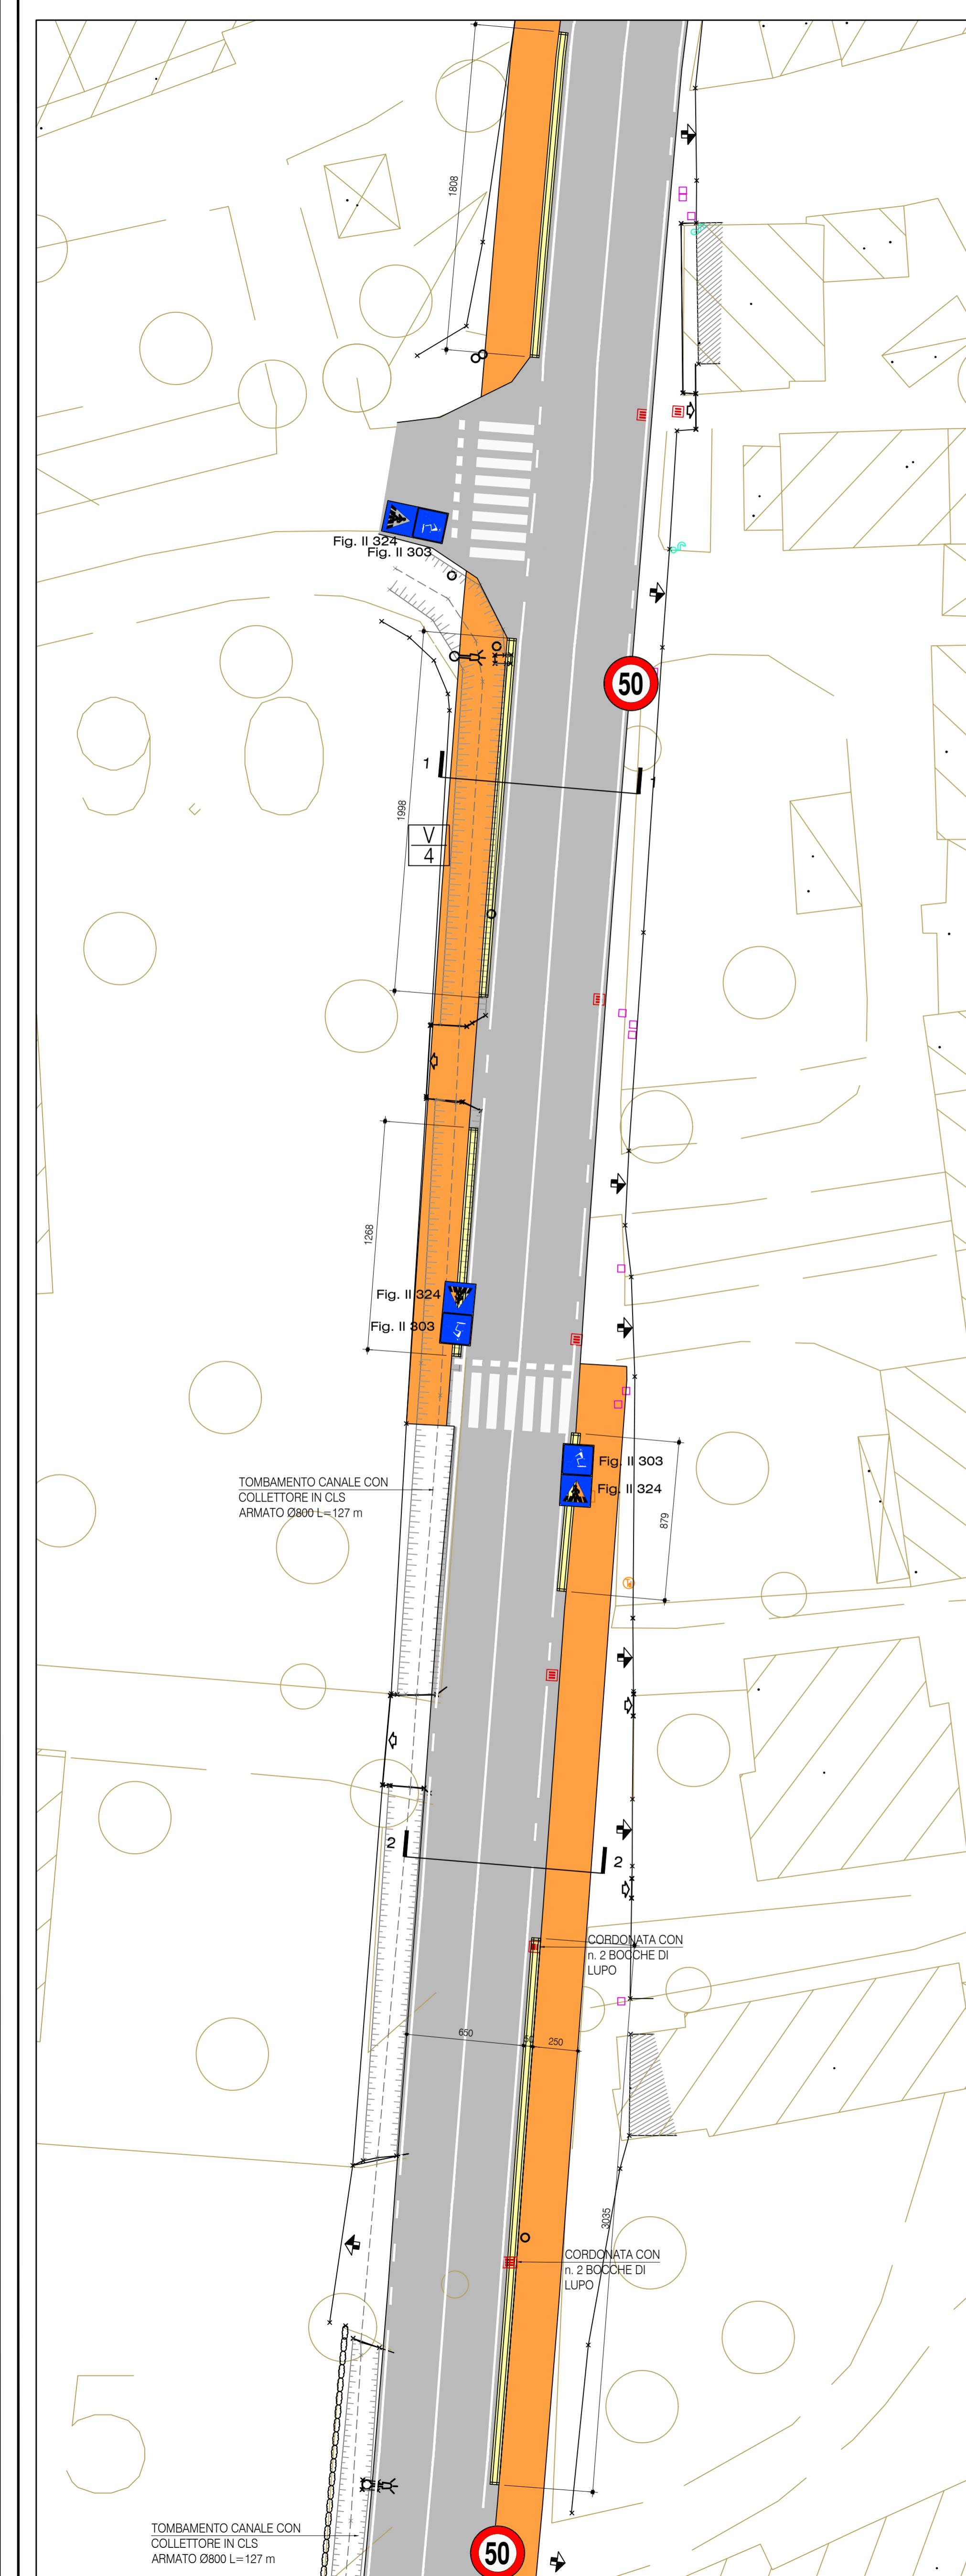 1808
Fig. II 324
Fig. II 303
50
9.0
1
1
1998
V
4
1268
Fig. II 324
Fig. II 303
Fig. II 303
Fig. II 324
TOMBAMENTO CANALE CON
COLLETTORE IN CLS
ARMATO Ø800 L=127 m
879
2
2
CORDONATA CON
n. 2 BOCCHE DI
LUPO
650
50
250
3035
CORDONATA CON
n. 2 BOCCHE DI
LUPO
5
TOMBAMENTO CANALE CON
COLLETTORE IN CLS
ARMATO Ø800 L=127 m
50